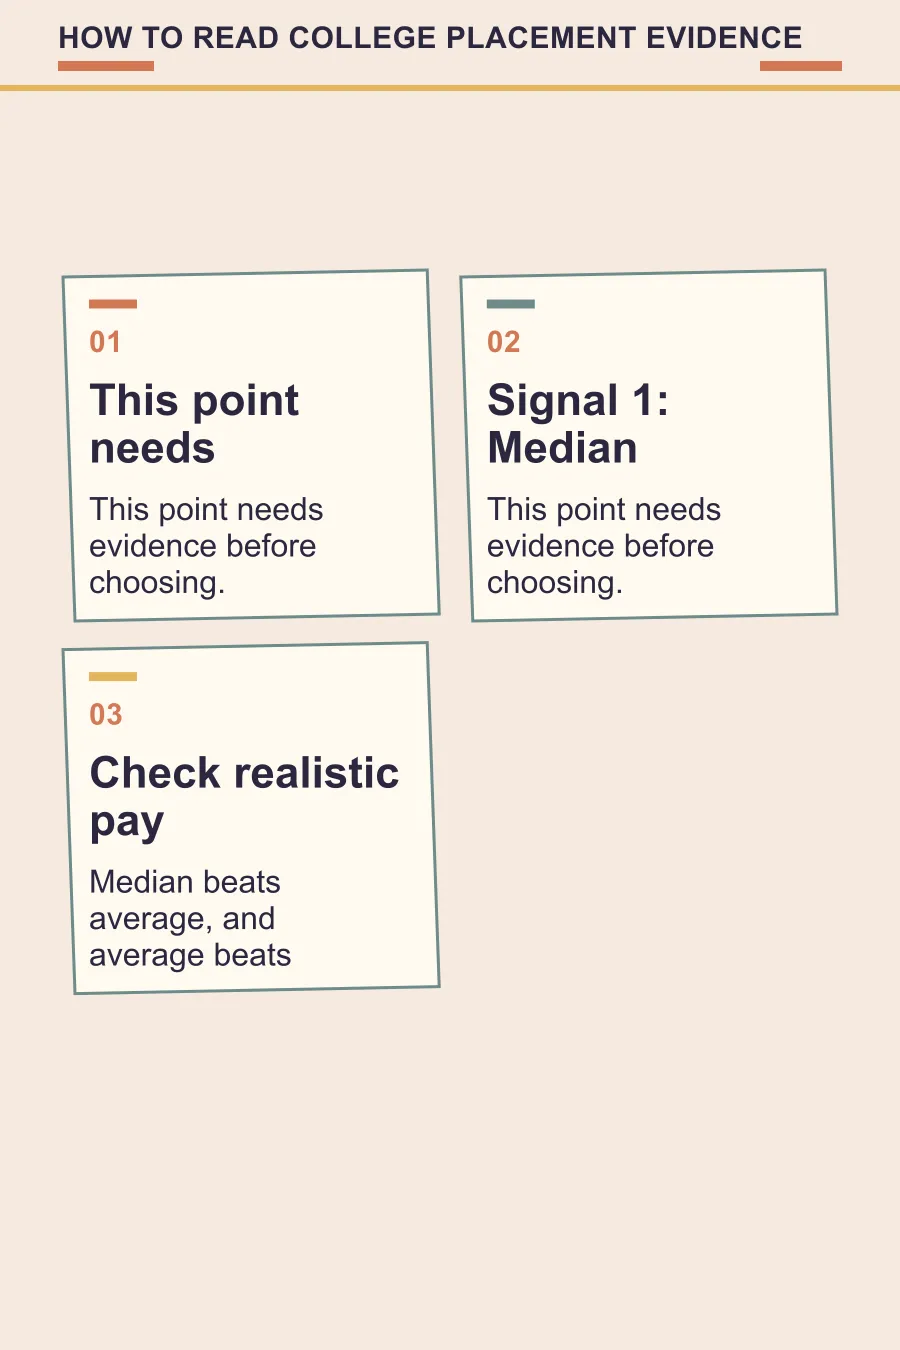 HOW TO READ COLLEGE PLACEMENT EVIDENCE
01
This point
needs
This point needs
evidence before
choosing.
02
Signal 1:
Median
This point needs
evidence before
choosing.
03
Check realistic
pay
Median beats
average, and
average beats